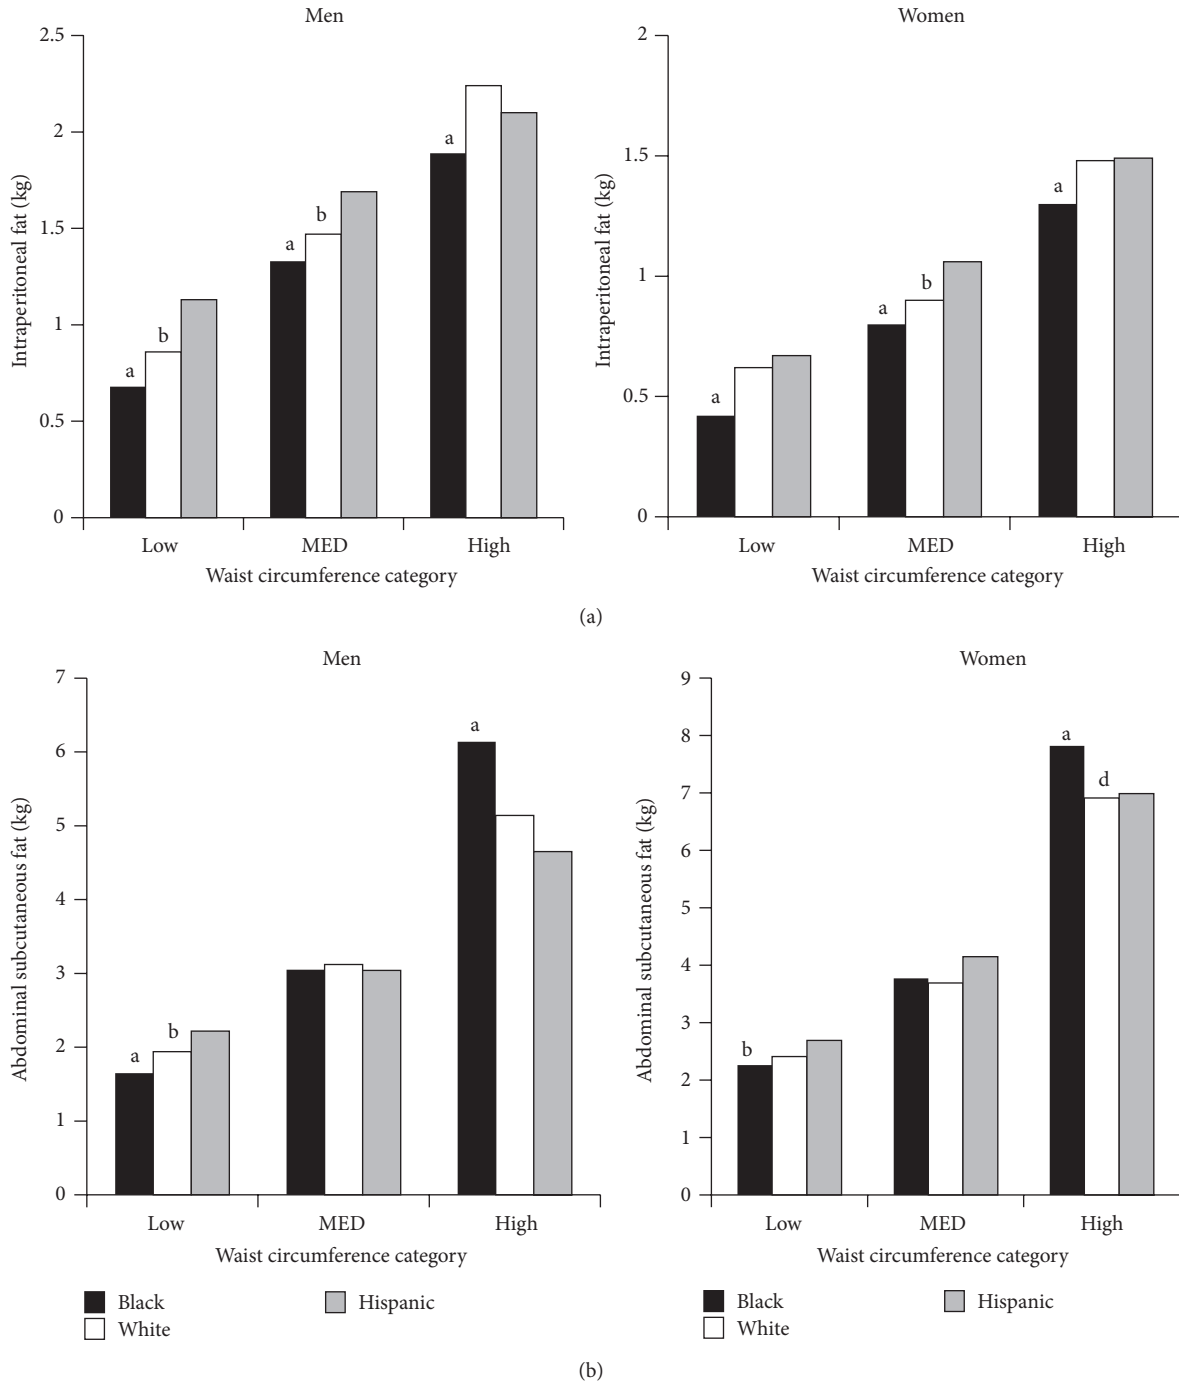 Men
2.5
2
1.5
1
0.5
0
Intraperitoneal fat (kg)
a
b
a
b
a
Low MED High
Waist circumference category
Women
2
1.5
1
0.5
0
Intraperitoneal fat (kg)
a
a
b
a
Low MED High
Waist circumference category
(a)
Men
7
6
5
4
3
2
1
0
Abdominal subcutaneous fat (kg)
a
b
a
Low MED High
Waist circumference category
Black Hispanic
White
Women
9
8
7
6
5
4
3
2
1
0
Abdominal subcutaneous fat (kg)
b
a
d
Low MED High
Waist circumference category
Black Hispanic
White
(b)